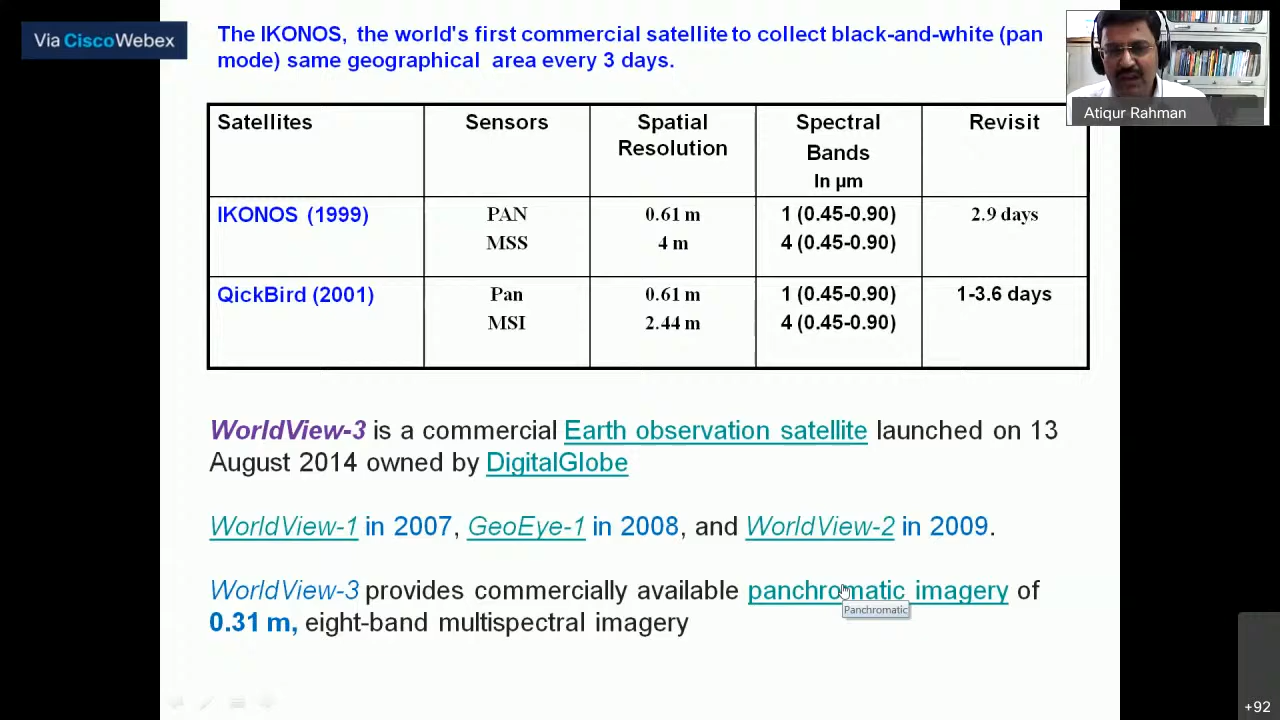 Via CiscoWebex
The IKONOS, the world's first commercial satellite to collect black-and-white (pan
mode) same geographical area every 3 days.
Atiqur Rahman
Satellites Sensors Spatial Resolution Spectral Bands In µm Revisit
IKONOS (1999) PAN 0.61 m 1 (0.45-0.90) 2.9 days
MSS 4 m 4 (0.45-0.90)
QickBird (2001) Pan 0.61 m 1 (0.45-0.90) 1-3.6 days
MSI 2.44 m 4 (0.45-0.90)
WorldView-3 is a commercial Earth observation satellite launched on 13
August 2014 owned by DigitalGlobe
WorldView-1 in 2007, GeoEye-1 in 2008, and WorldView-2 in 2009.
WorldView-3 provides commercially available panchromatic imagery of
Panchromatic
0.31 m, eight-band multispectral imagery
+92